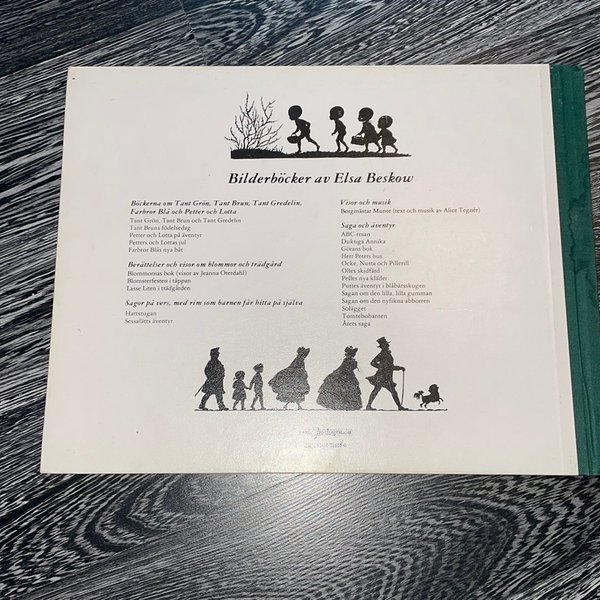 Bilderböcker av Elsa Beskow
Böckerna om Tant Grön, Tant Brun, Tant Gredelin,
Farbror Blå och Petter och Lotta
Tant Grön, Tant Brun och Tant Gredelin
Tant Bruns födelsedag
Petter och Lotta på äventyr
Petters och Lottas jul
Farbror Blås nya båt
Berättelser och visor om blommor och trädgård
Blommornas bok (visor av Jeanna Oterdahl)
Blomsterfesten i täppan
Lasse Liten i trädgården
Sagor på vers, med rim som barnen får hitta på själva
Hattstugan
Sessalätts äventyr
Visor och musik
Borgmästar Munte (text och musik av Alice Tegnér)
Saga och äventyr
ABC-resan
Duktiga Annika
Görans bok
Herr Peters hus
Ocke, Nutta och Pillerill
Olles skidfärd
Pelles nya kläder
Puttes äventyr i blåbärsskogen
Sagan om den lilla, lilla gumman
Sagan om den nyfikna abborren
Solägget
Tomtebobarnen
Årets saga